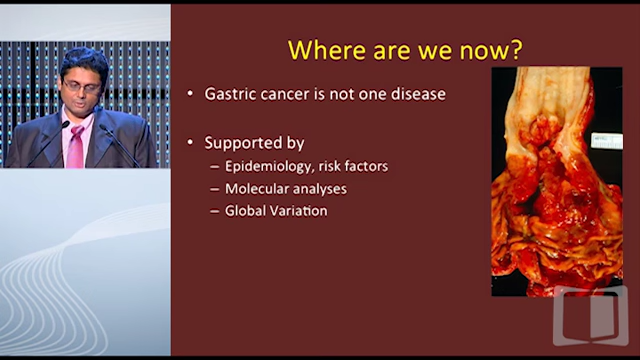 Where are we now?
• Gastric cancer is not one disease
• Supported by
– Epidemiology, risk factors
– Molecular analyses
– Global Variation